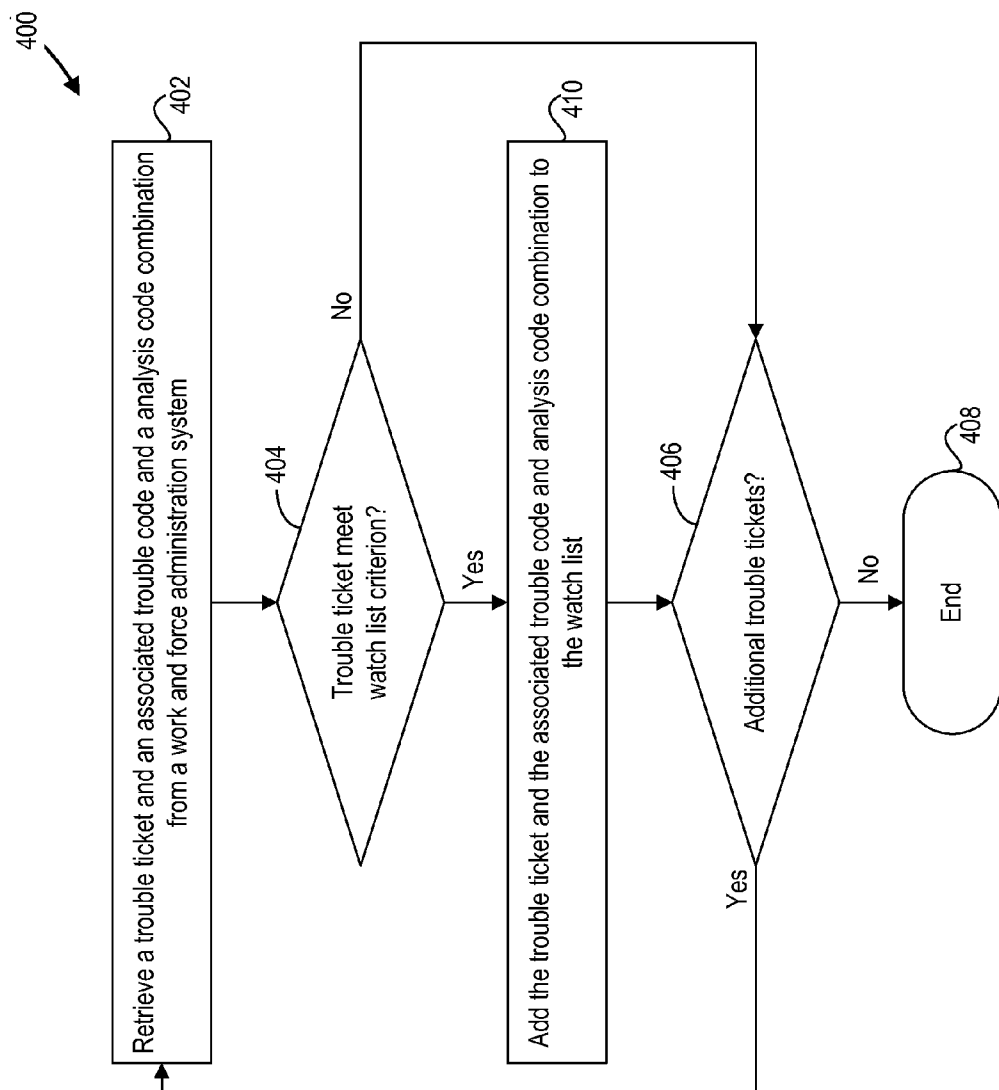 400
402
Retrieve a trouble ticket and an associated trouble code and a analysis code combination
from a work and force administration system
404
Trouble ticket meet
watch list criterion?
No
Yes
410
Add the trouble ticket and the associated trouble code and analysis code combination to
the watch list
406
Additional trouble tickets?
Yes
No
408
End